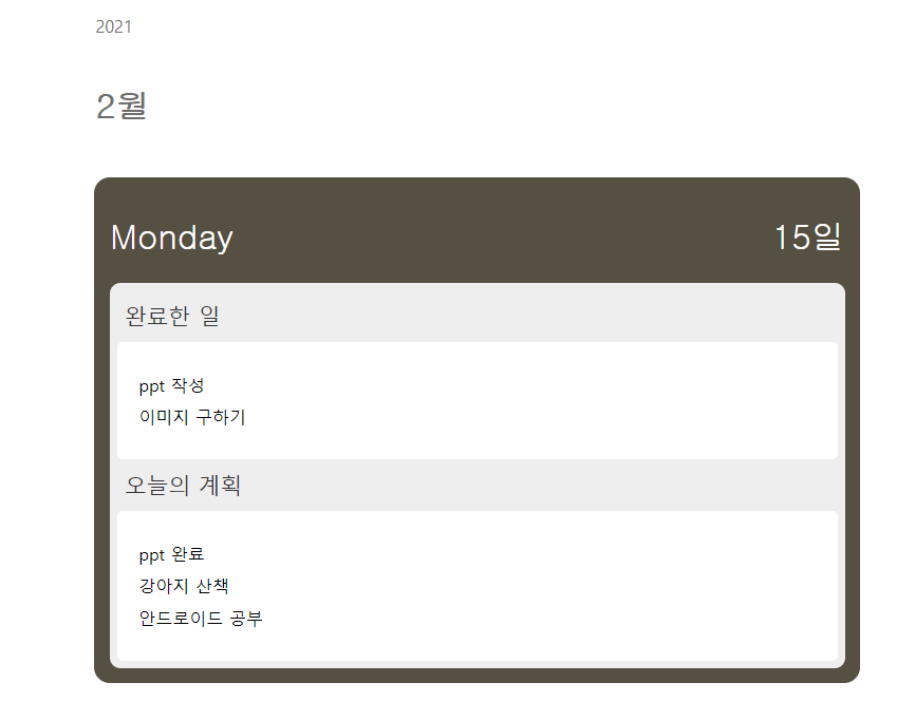 2021
2월
Monday 15일
완료한 일
ppt 작성
이미지 구하기
오늘의 계획
ppt 완료
강아지 산책
안드로이드 공부